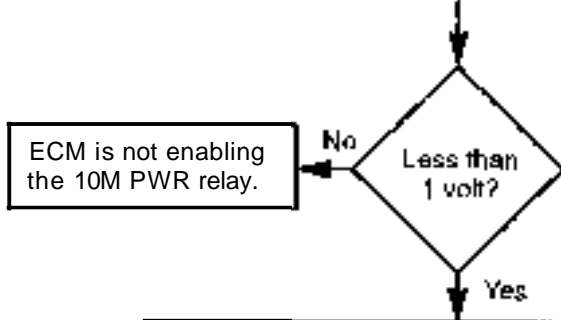 ECM is not enabling
the 10M PWR relay.
No
Less than
1 volt?
Yes